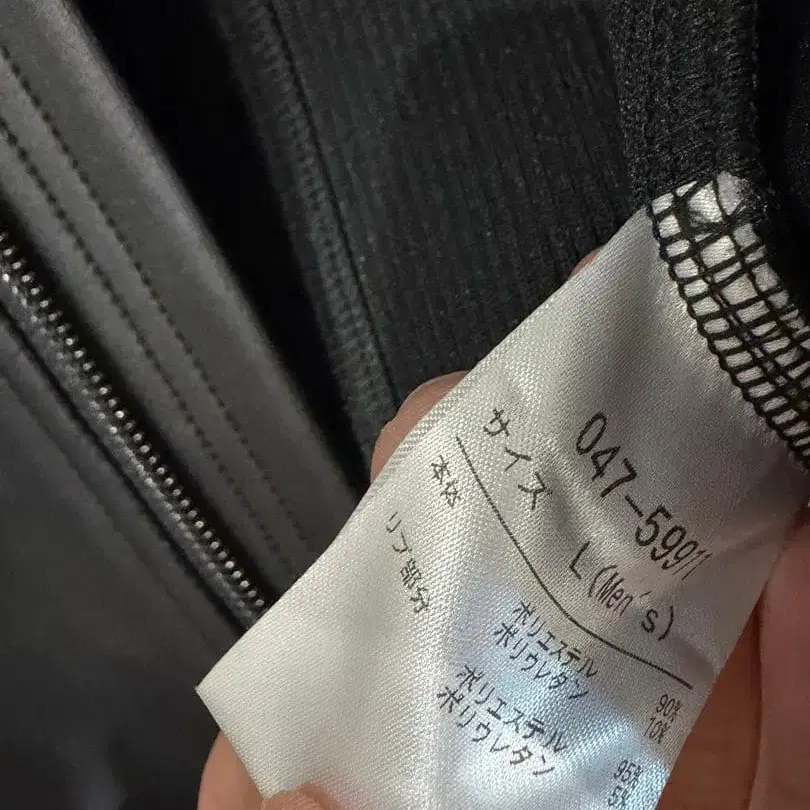 047-59911
サイズ L(Men's)
本体 ポリエステル 90%
ポリウレタン 10%
リブ部分 ポリエステル 95%
ポリウレタン 5%